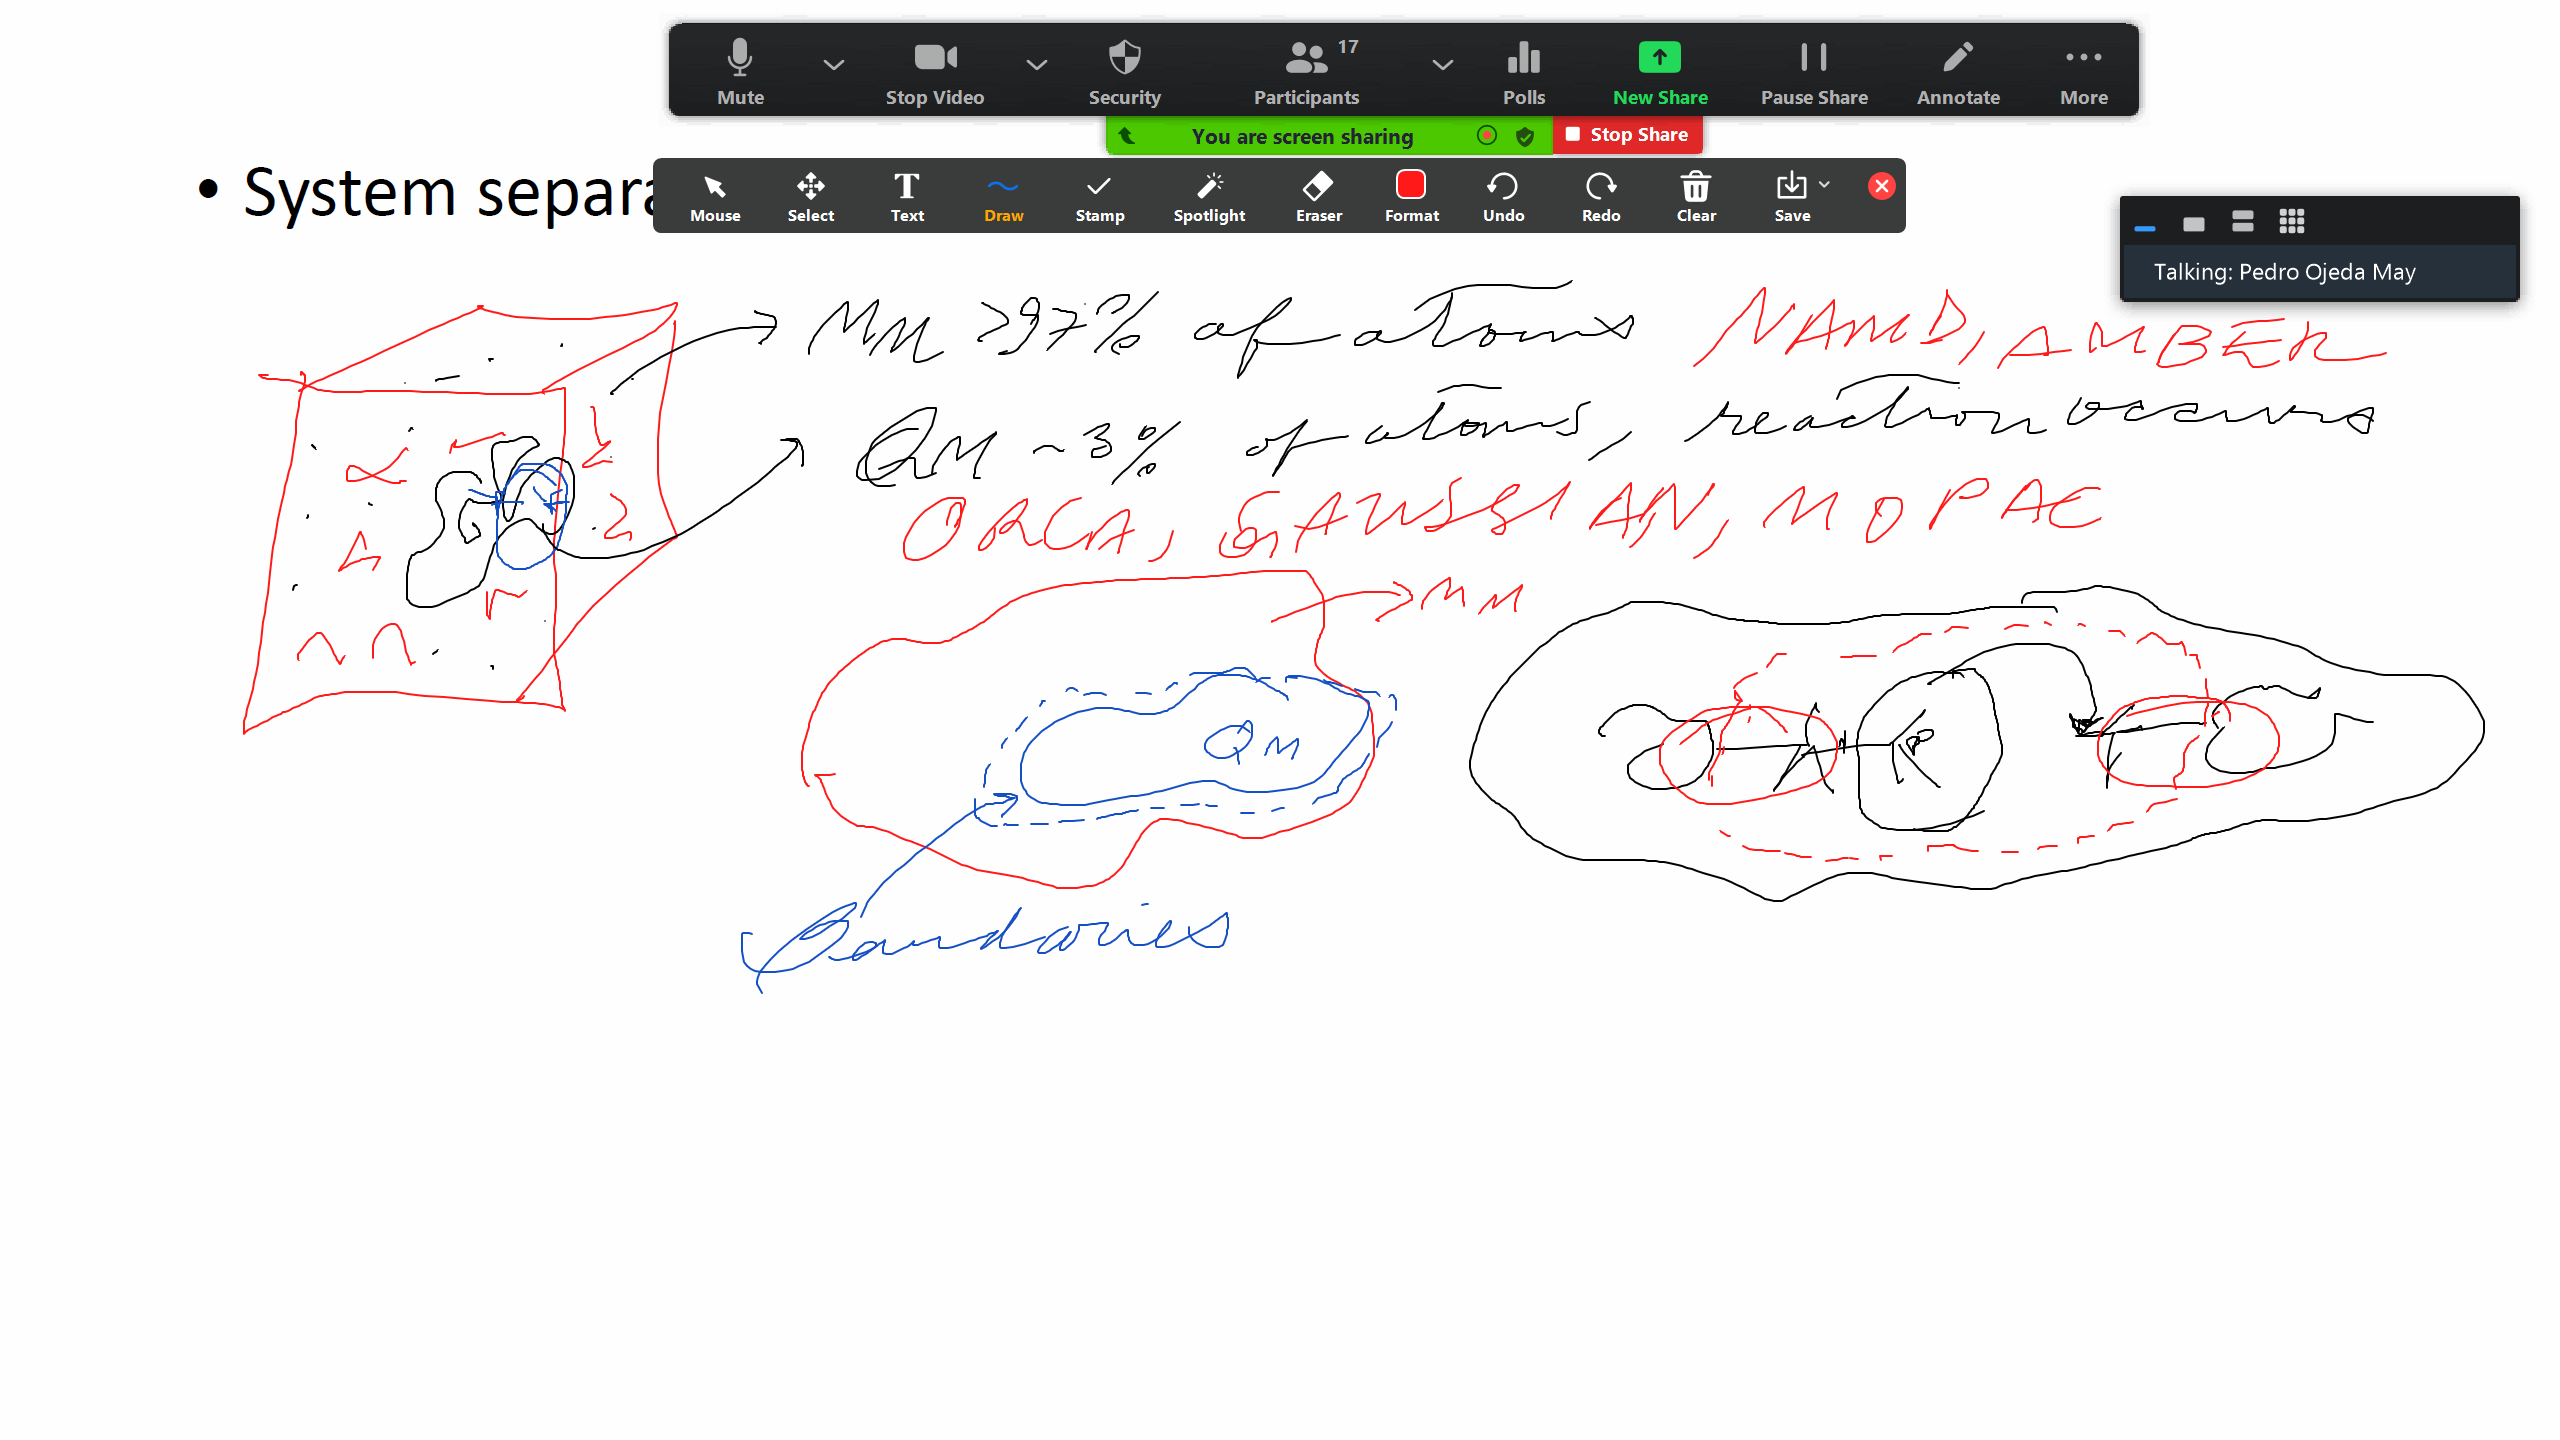 17
Mute Stop Video Security Participants Polls New Share Pause Share Annotate More
You are screen sharing Stop Share
• System separa
Mouse Select Text Draw Stamp Spotlight Eraser Format Undo Redo Clear Save
Talking: Pedro Ojeda May
MM >97% of atoms NAMD, AMBER
QM ~3% of atoms, reaction occurs
ORCA, GAUSSIAN, MOPAC
MM
QM
Boundaries